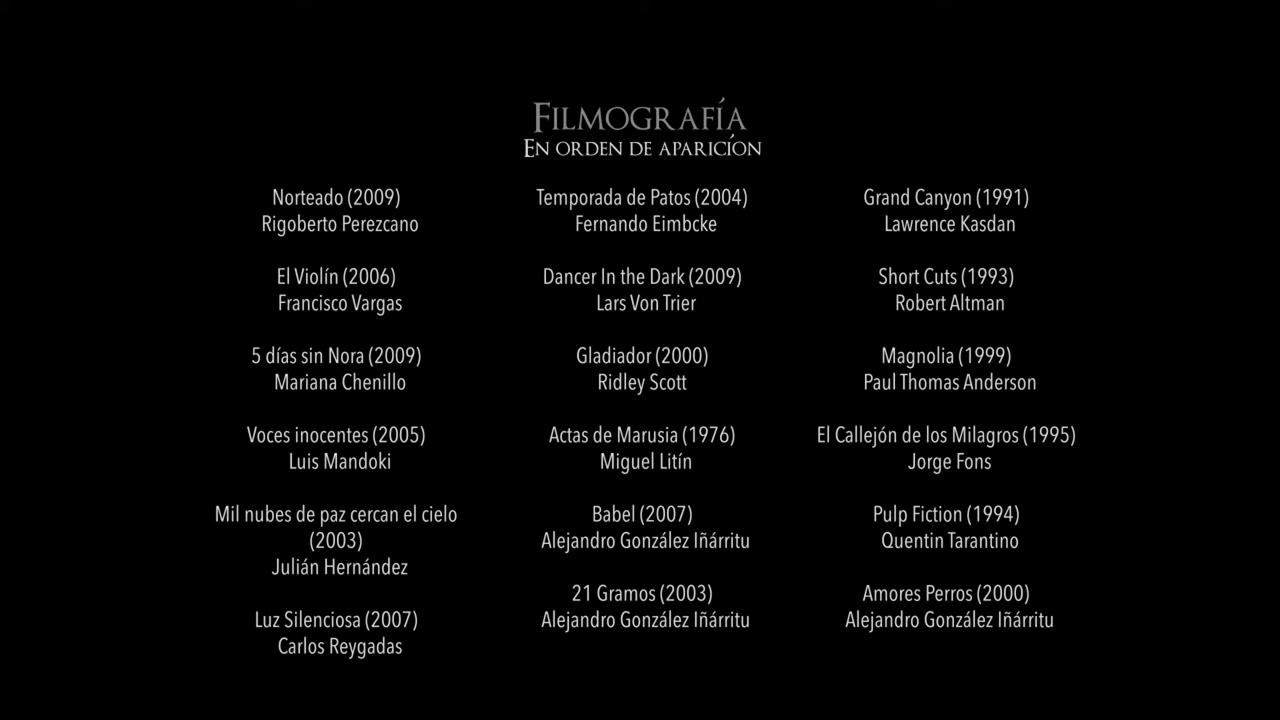 FILMOGRAFÍA
EN ORDEN DE APARICÍON
Norteado (2009)
Rigoberto Perezcano
El Violín (2006)
Francisco Vargas
5 días sin Nora (2009)
Mariana Chenillo
Voces inocentes (2005)
Luis Mandoki
Mil nubes de paz cercan el cielo
(2003)
Julián Hernández
Luz Silenciosa (2007)
Carlos Reygadas
Temporada de Patos (2004)
Fernando Eimbcke
Dancer In the Dark (2009)
Lars Von Trier
Gladiador (2000)
Ridley Scott
Actas de Marusia (1976)
Miguel Litín
Babel (2007)
Alejandro González Iñárritu
21 Gramos (2003)
Alejandro González Iñárritu
Grand Canyon (1991)
Lawrence Kasdan
Short Cuts (1993)
Robert Altman
Magnolia (1999)
Paul Thomas Anderson
El Callejón de los Milagros (1995)
Jorge Fons
Pulp Fiction (1994)
Quentin Tarantino
Amores Perros (2000)
Alejandro González Iñárritu